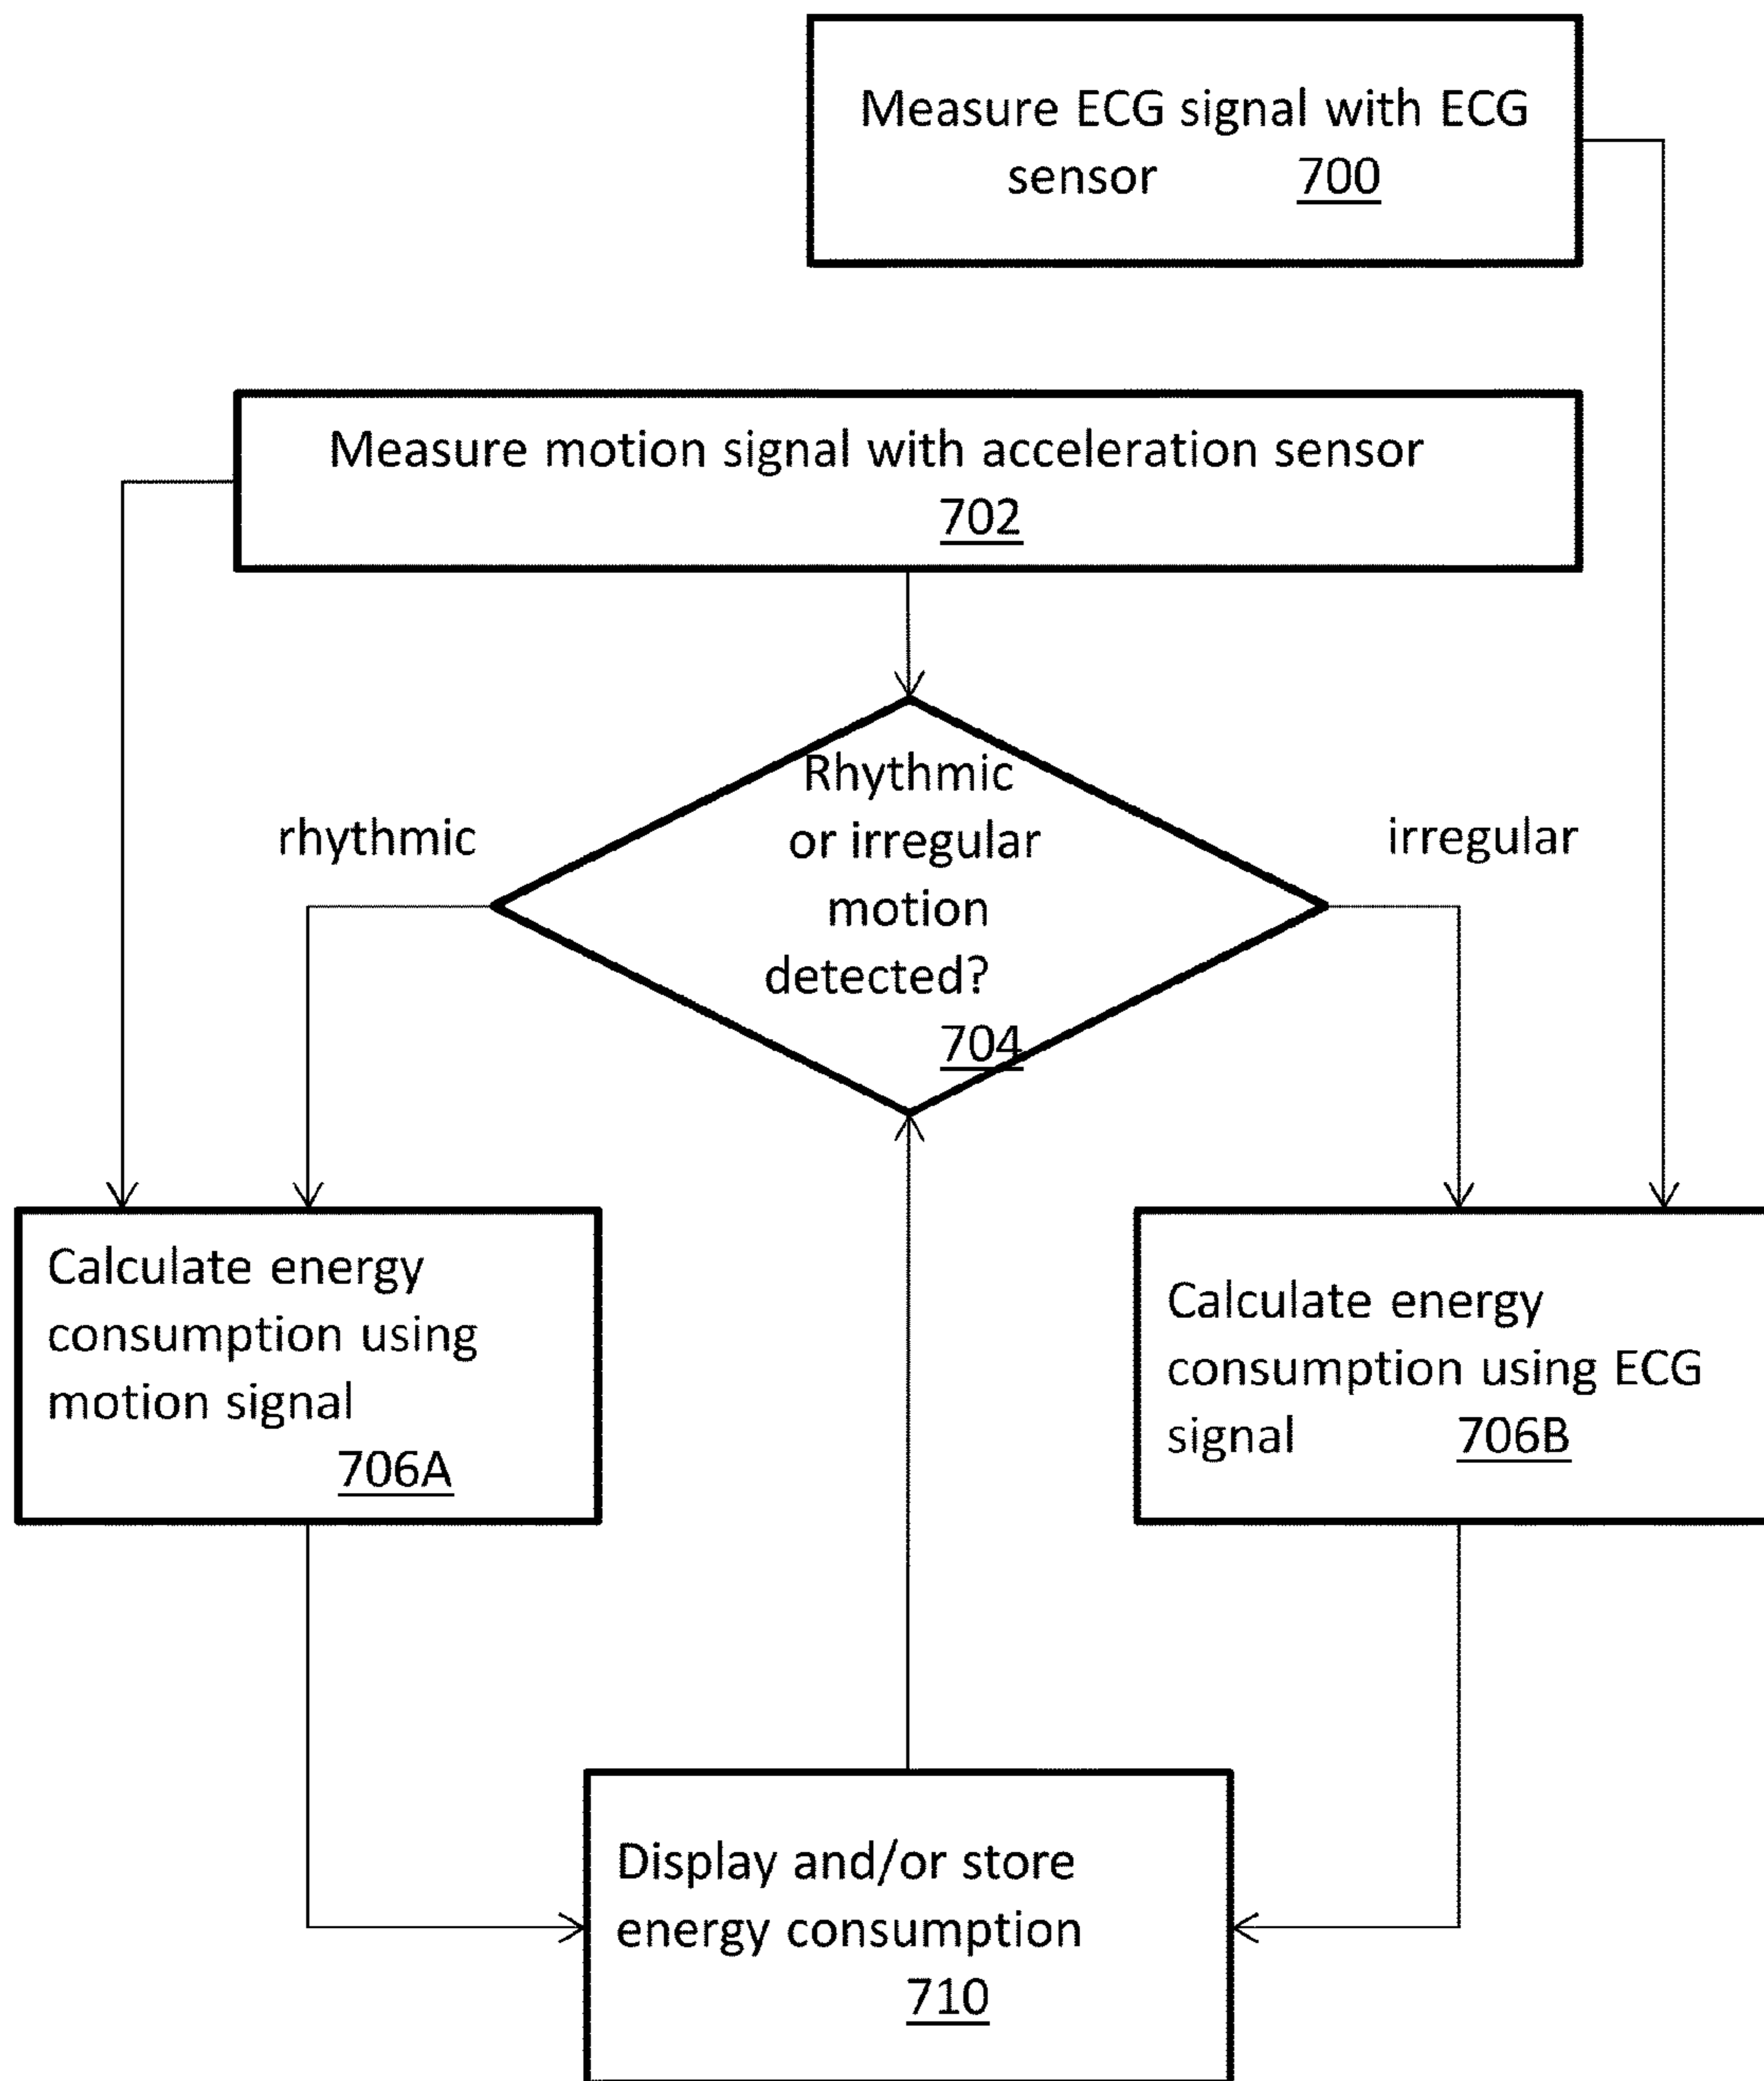 Measure ECG signal with ECG
sensor 700
Measure motion signal with acceleration sensor
702
Rhythmic
or irregular
motion
detected?
704
rhythmic
irregular
Calculate energy
consumption using
motion signal
706A
Calculate energy
consumption using ECG
signal 706B
Display and/or store
energy consumption
710